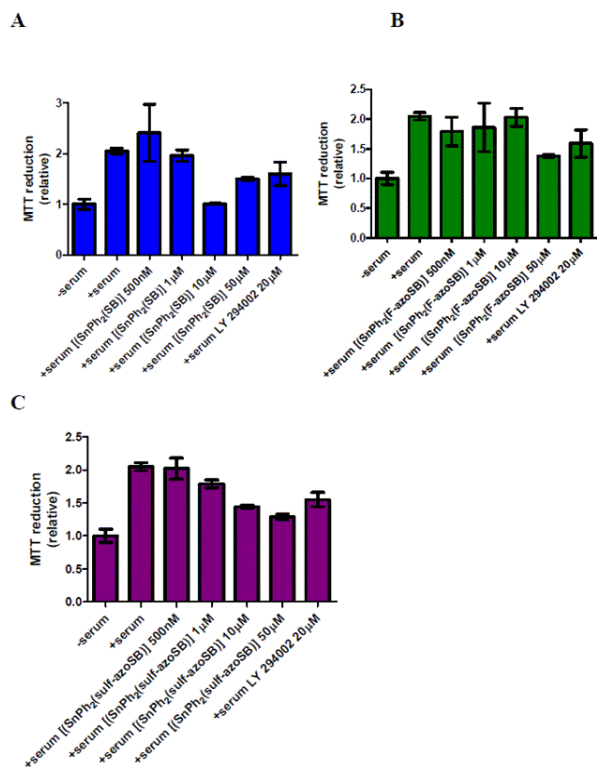 A
B
3
2
1
0
MTT reduction
(relative)
-serum
+serum
+serum [(SnPh2(SB)] 500nM
+serum [(SnPh2(SB)] 1μM
+serum [(SnPh2(SB)] 10μM
+serum [(SnPh2(SB)] 50μM
+serum LY 294002 20μM
2.5
2.0
1.5
1.0
0.5
0.0
MTT reduction
(relative)
-serum
+serum
+serum [(SnPh2(F-azoSB)] 500nM
+serum [(SnPh2(F-azoSB)] 1μM
+serum [(SnPh2(F-azoSB)] 10μM
+serum [(SnPh2(F-azoSB)] 50μM
+serum LY 294002 20μM
C
2.5
2.0
1.5
1.0
0.5
0.0
MTT reduction
(relative)
-serum
+serum
+serum [(SnPh2(sulf-azoSB)] 500nM
+serum [(SnPh2(sulf-azoSB)] 1μM
+serum [(SnPh2(sulf-azoSB)] 10μM
+serum [(SnPh2(sulf-azoSB)] 50μM
+serum LY 294002 20μM